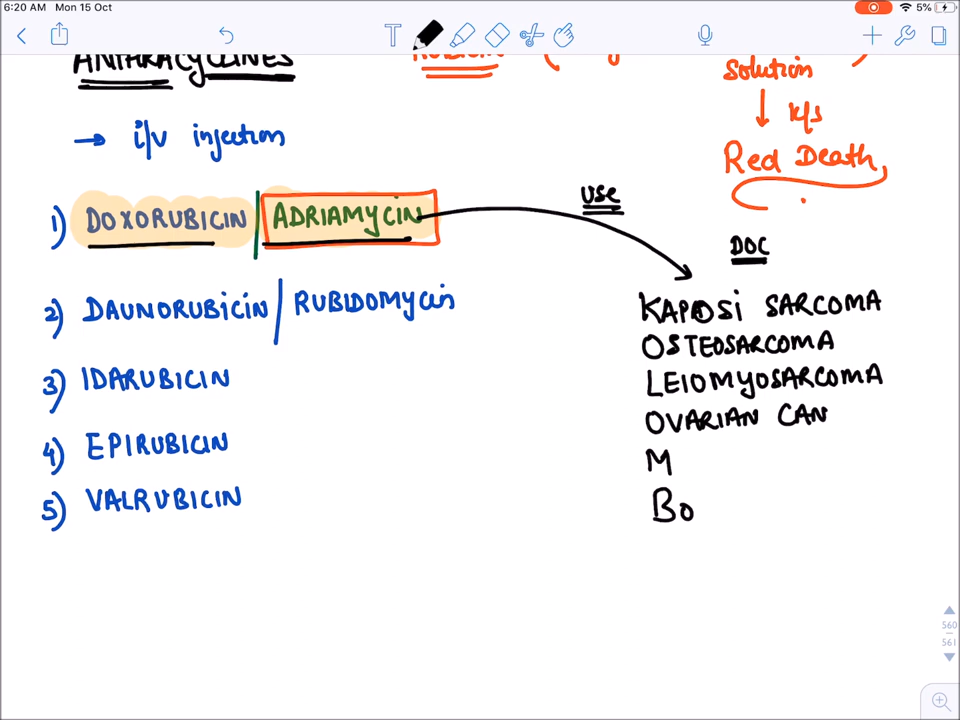 6:20 AM Mon 15 Oct
5%
ANTHRACYCLINES
Solution
K/s
Red Death
→ i/v injection
USE
1) DOXORUBICIN / ADRIAMYCIN
DOC
2) DAUNORUBICIN / RUBIDOMYCIN
KAPOSI SARCOMA
OSTEOSARCOMA
3) IDARUBICIN
LEIOMYOSARCOMA
OVARIAN CAN
4) EPIRUBICIN
M
5) VALRUBICIN
Bo
560
561